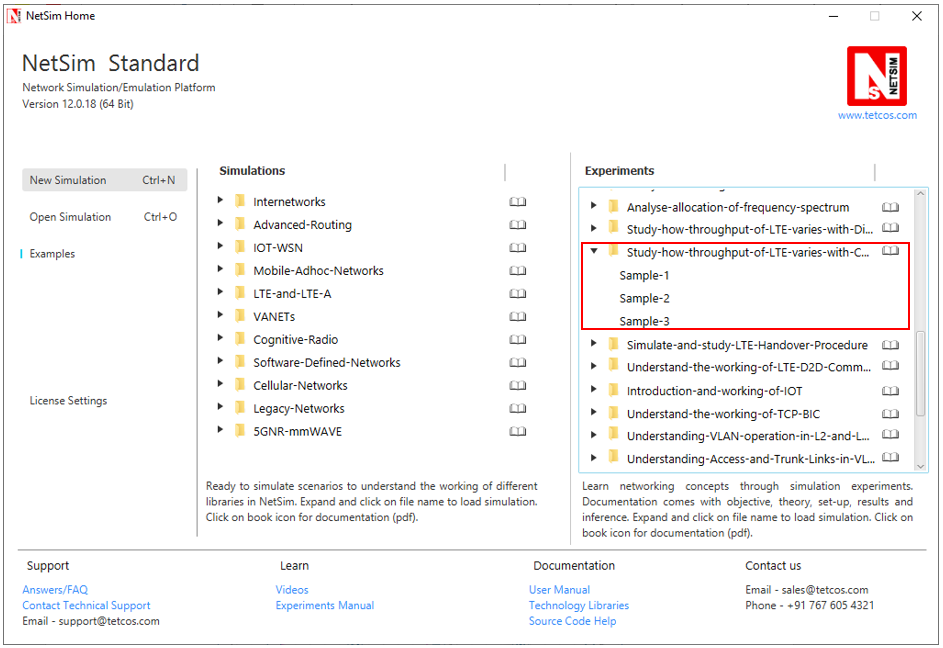 NetSim Home
NetSim Standard
Network Simulation/Emulation Platform
Version 12.0.18 (64 Bit)
NETSIM
NS
www.tetcos.com
New Simulation Ctrl+N
Open Simulation Ctrl+O
Examples
License Settings
Simulations
Internetworks
Advanced-Routing
IOT-WSN
Mobile-Adhoc-Networks
LTE-and-LTE-A
VANETs
Cognitive-Radio
Software-Defined-Networks
Cellular-Networks
Legacy-Networks
5GNR-mmWAVE
Ready to simulate scenarios to understand the working of different
libraries in NetSim. Expand and click on file name to load simulation.
Click on book icon for documentation (pdf).
Experiments
Analyse-allocation-of-frequency-spectrum
Study-how-throughput-of-LTE-varies-with-Di...
Study-how-throughput-of-LTE-varies-with-C...
Sample-1
Sample-2
Sample-3
Simulate-and-study-LTE-Handover-Procedure
Understand-the-working-of-LTE-D2D-Comm...
Introduction-and-working-of-IOT
Understand-the-working-of-TCP-BIC
Understanding-VLAN-operation-in-L2-and-L...
Understanding-Access-and-Trunk-Links-in-VL...
Learn networking concepts through simulation experiments.
Documentation comes with objective, theory, set-up, results and
inference. Expand and click on file name to load simulation. Click on
book icon for documentation (pdf).
Support
Answers/FAQ
Contact Technical Support
Email - support@tetcos.com
Learn
Videos
Experiments Manual
Documentation
User Manual
Technology Libraries
Source Code Help
Contact us
Email - sales@tetcos.com
Phone - +91 767 605 4321